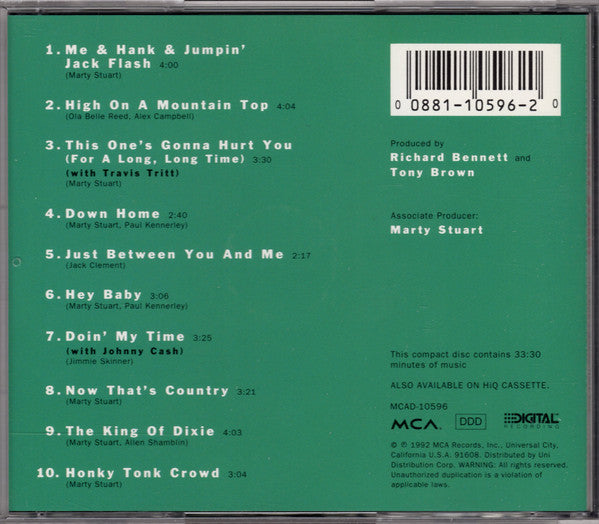 1. Me & Hank & Jumpin'
Jack Flash 4:00
(Marty Stuart)
2. High On A Mountain Top 4:04
(Ola Belle Reed, Alex Campbell)
3. This One's Gonna Hurt You
(For A Long, Long Time) 3:30
(with Travis Tritt)
(Marty Stuart)
4. Down Home 2:40
(Marty Stuart, Paul Kennerley)
5. Just Between You And Me 2:17
(Jack Clement)
6. Hey Baby 3:06
(Marty Stuart, Paul Kennerley)
7. Doin' My Time 3:25
(with Johnny Cash)
(Jimmie Skinner)
8. Now That's Country 3:21
(Marty Stuart)
9. The King Of Dixie 4:03
(Marty Stuart, Allen Shamblin)
10. Honky Tonk Crowd 3:04
(Marty Stuart)
0 0881-10596-2 0
Produced by
Richard Bennett and
Tony Brown
Associate Producer:
Marty Stuart
This compact disc contains 33:30
minutes of music
ALSO AVAILABLE ON HiQ CASSETTE.
MCAD-10596
MCA. DDD DIGITAL
RECORDING
© ℗ 1992 MCA Records, Inc., Universal City,
California U.S.A. 91608. Distributed by Uni
Distribution Corp. WARNING: All rights reserved.
Unauthorized duplication is a violation of
applicable laws.